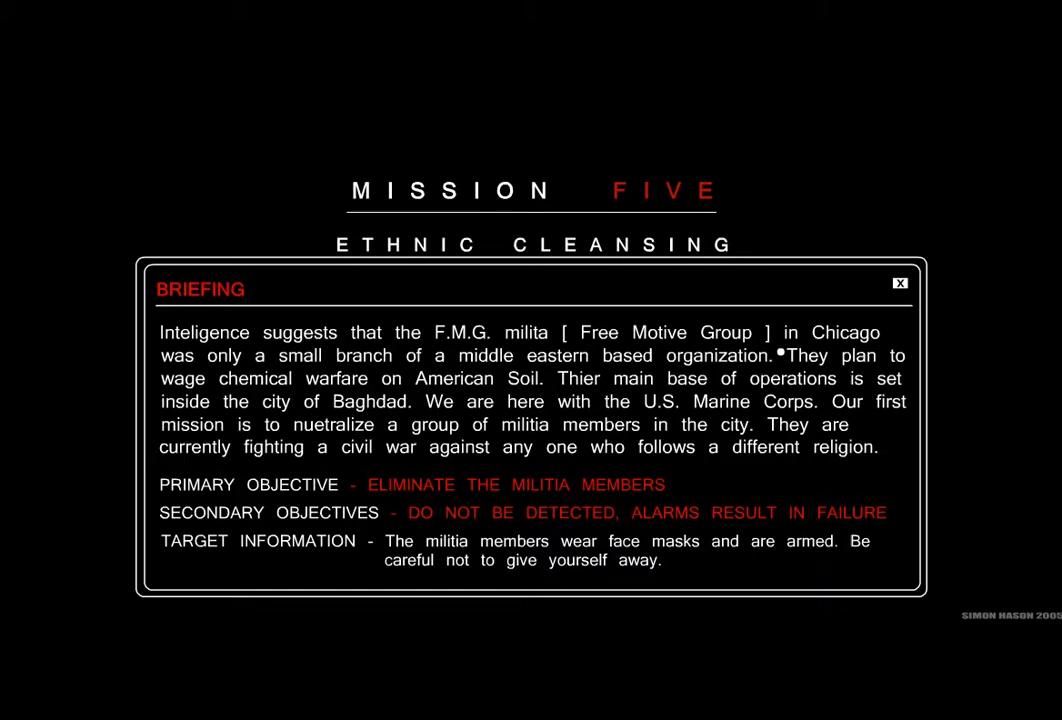 MISSION FIVE
ETHNIC CLEANSING
BRIEFING
X
Inteligence suggests that the F.M.G. milita [ Free Motive Group ] in Chicago
was only a small branch of a middle eastern based organization. They plan to
wage chemical warfare on American Soil. Thier main base of operations is set
inside the city of Baghdad. We are here with the U.S. Marine Corps. Our first
mission is to nuetralize a group of militia members in the city. They are
currently fighting a civil war against any one who follows a different religion.
PRIMARY OBJECTIVE - ELIMINATE THE MILITIA MEMBERS
SECONDARY OBJECTIVES - DO NOT BE DETECTED, ALARMS RESULT IN FAILURE
TARGET INFORMATION - The militia members wear face masks and are armed. Be
careful not to give yourself away.
SIMON HASON 2005